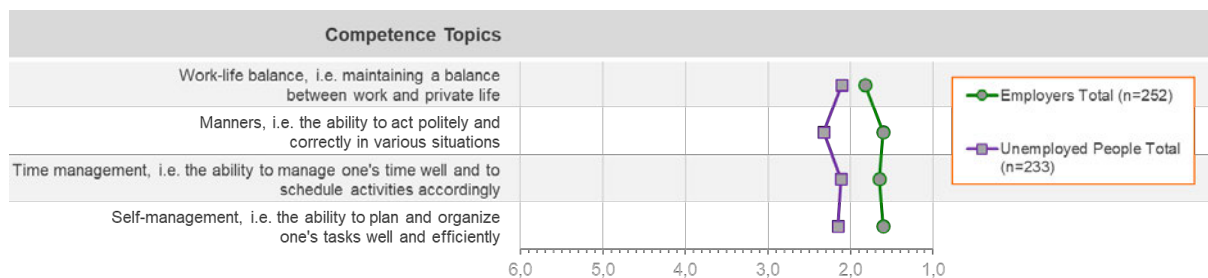 Competence Topics
Work-life balance, i.e. maintaining a balance
between work and private life
Manners, i.e. the ability to act politely and
correctly in various situations
Time management, i.e. the ability to manage one's time well and to
schedule activities accordingly
Self-management, i.e. the ability to plan and organize
one's tasks well and efficiently
6,0 5,0 4,0 3,0 2,0 1,0
Employers Total (n=252)
Unemployed People Total
(n=233)